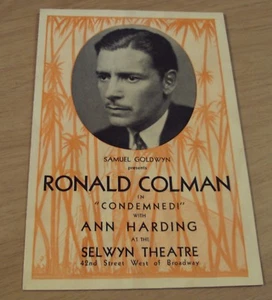 SAMUEL GOLDWYN
presents
RONALD COLMAN
IN
"CONDEMNED!"
WITH
ANN HARDING
AT THE
SELWYN THEATRE
42nd Street West of Broadway